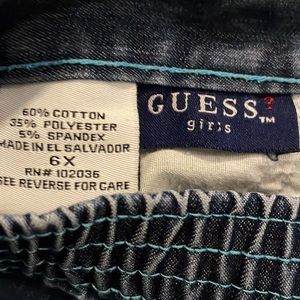 60% COTTON
35% POLYESTER
5% SPANDEX
MADE IN EL SALVADOR
6X
RN# 102036
SEE REVERSE FOR CARE
GUESS?™
girls